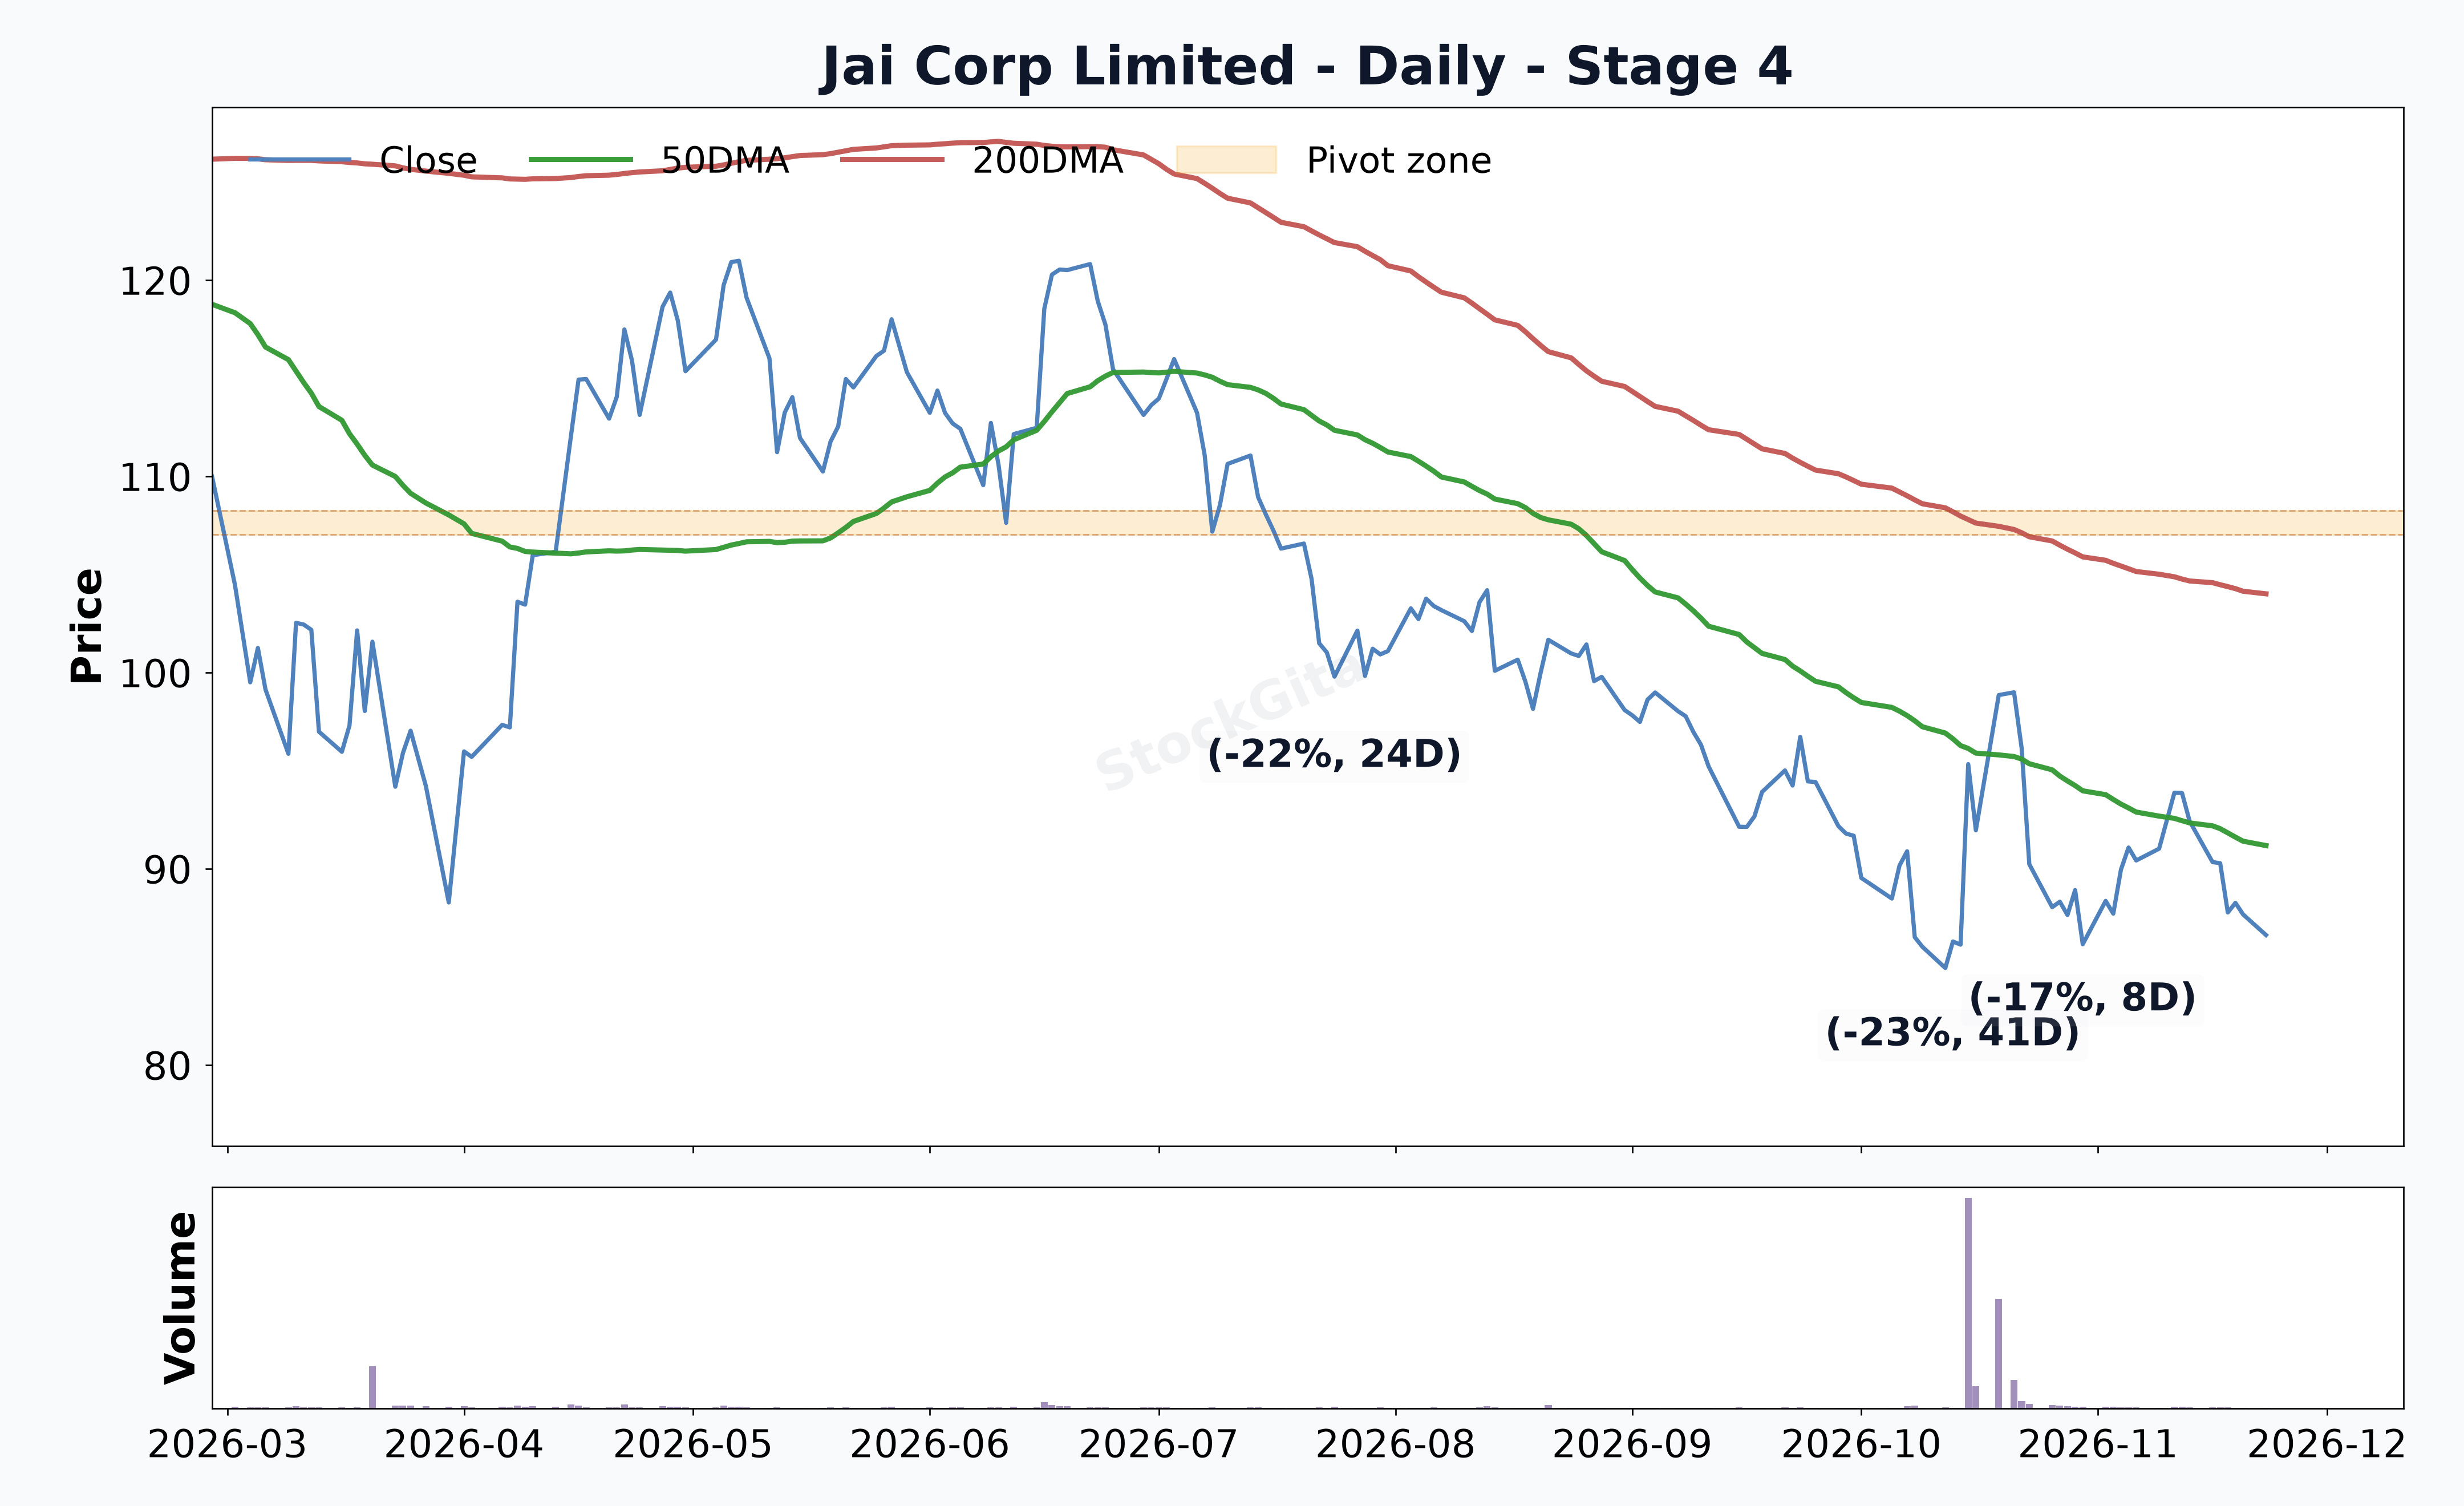 Jai Corp Limited - Daily - Stage 4
Close 50DMA 200DMA Pivot zone
120
110
100
90
80
Price
StockGita
(-22%, 24D)
(-17%, 8D)
(-23%, 41D)
Volume
2026-03 2026-04 2026-05 2026-06 2026-07 2026-08 2026-09 2026-10 2026-11 2026-12